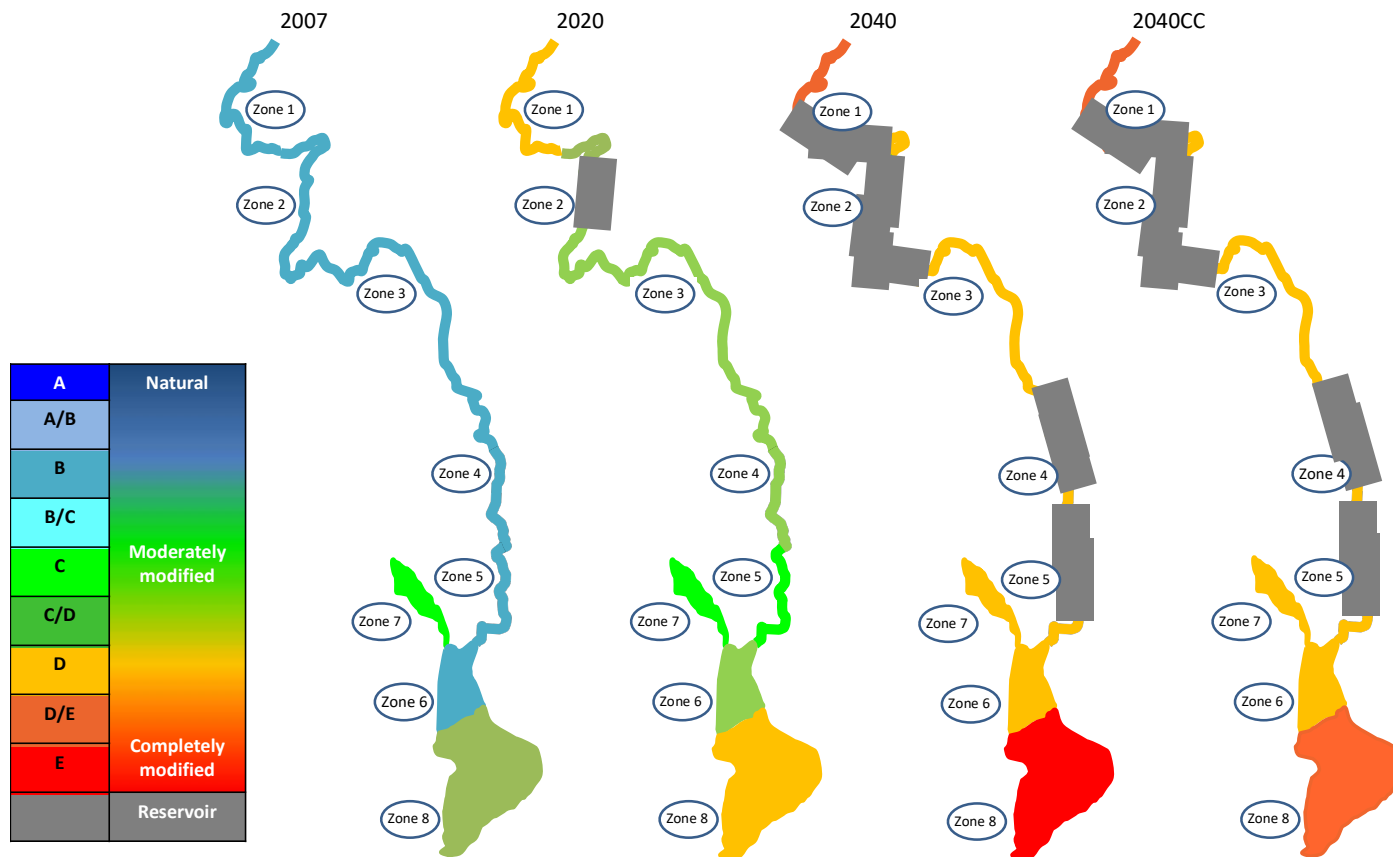 2007
2020
2040
2040CC
Zone 1
Zone 1
Zone 1
Zone 1
Zone 2
Zone 2
Zone 2
Zone 2
Zone 3
Zone 3
Zone 3
Zone 3
A
Natural
A/B
B
B/C
C
Moderately
modified
C/D
D
D/E
E
Completely
modified
Reservoir
Zone 4
Zone 4
Zone 4
Zone 4
Zone 5
Zone 5
Zone 5
Zone 5
Zone 7
Zone 7
Zone 7
Zone 7
Zone 6
Zone 6
Zone 6
Zone 6
Zone 8
Zone 8
Zone 8
Zone 8